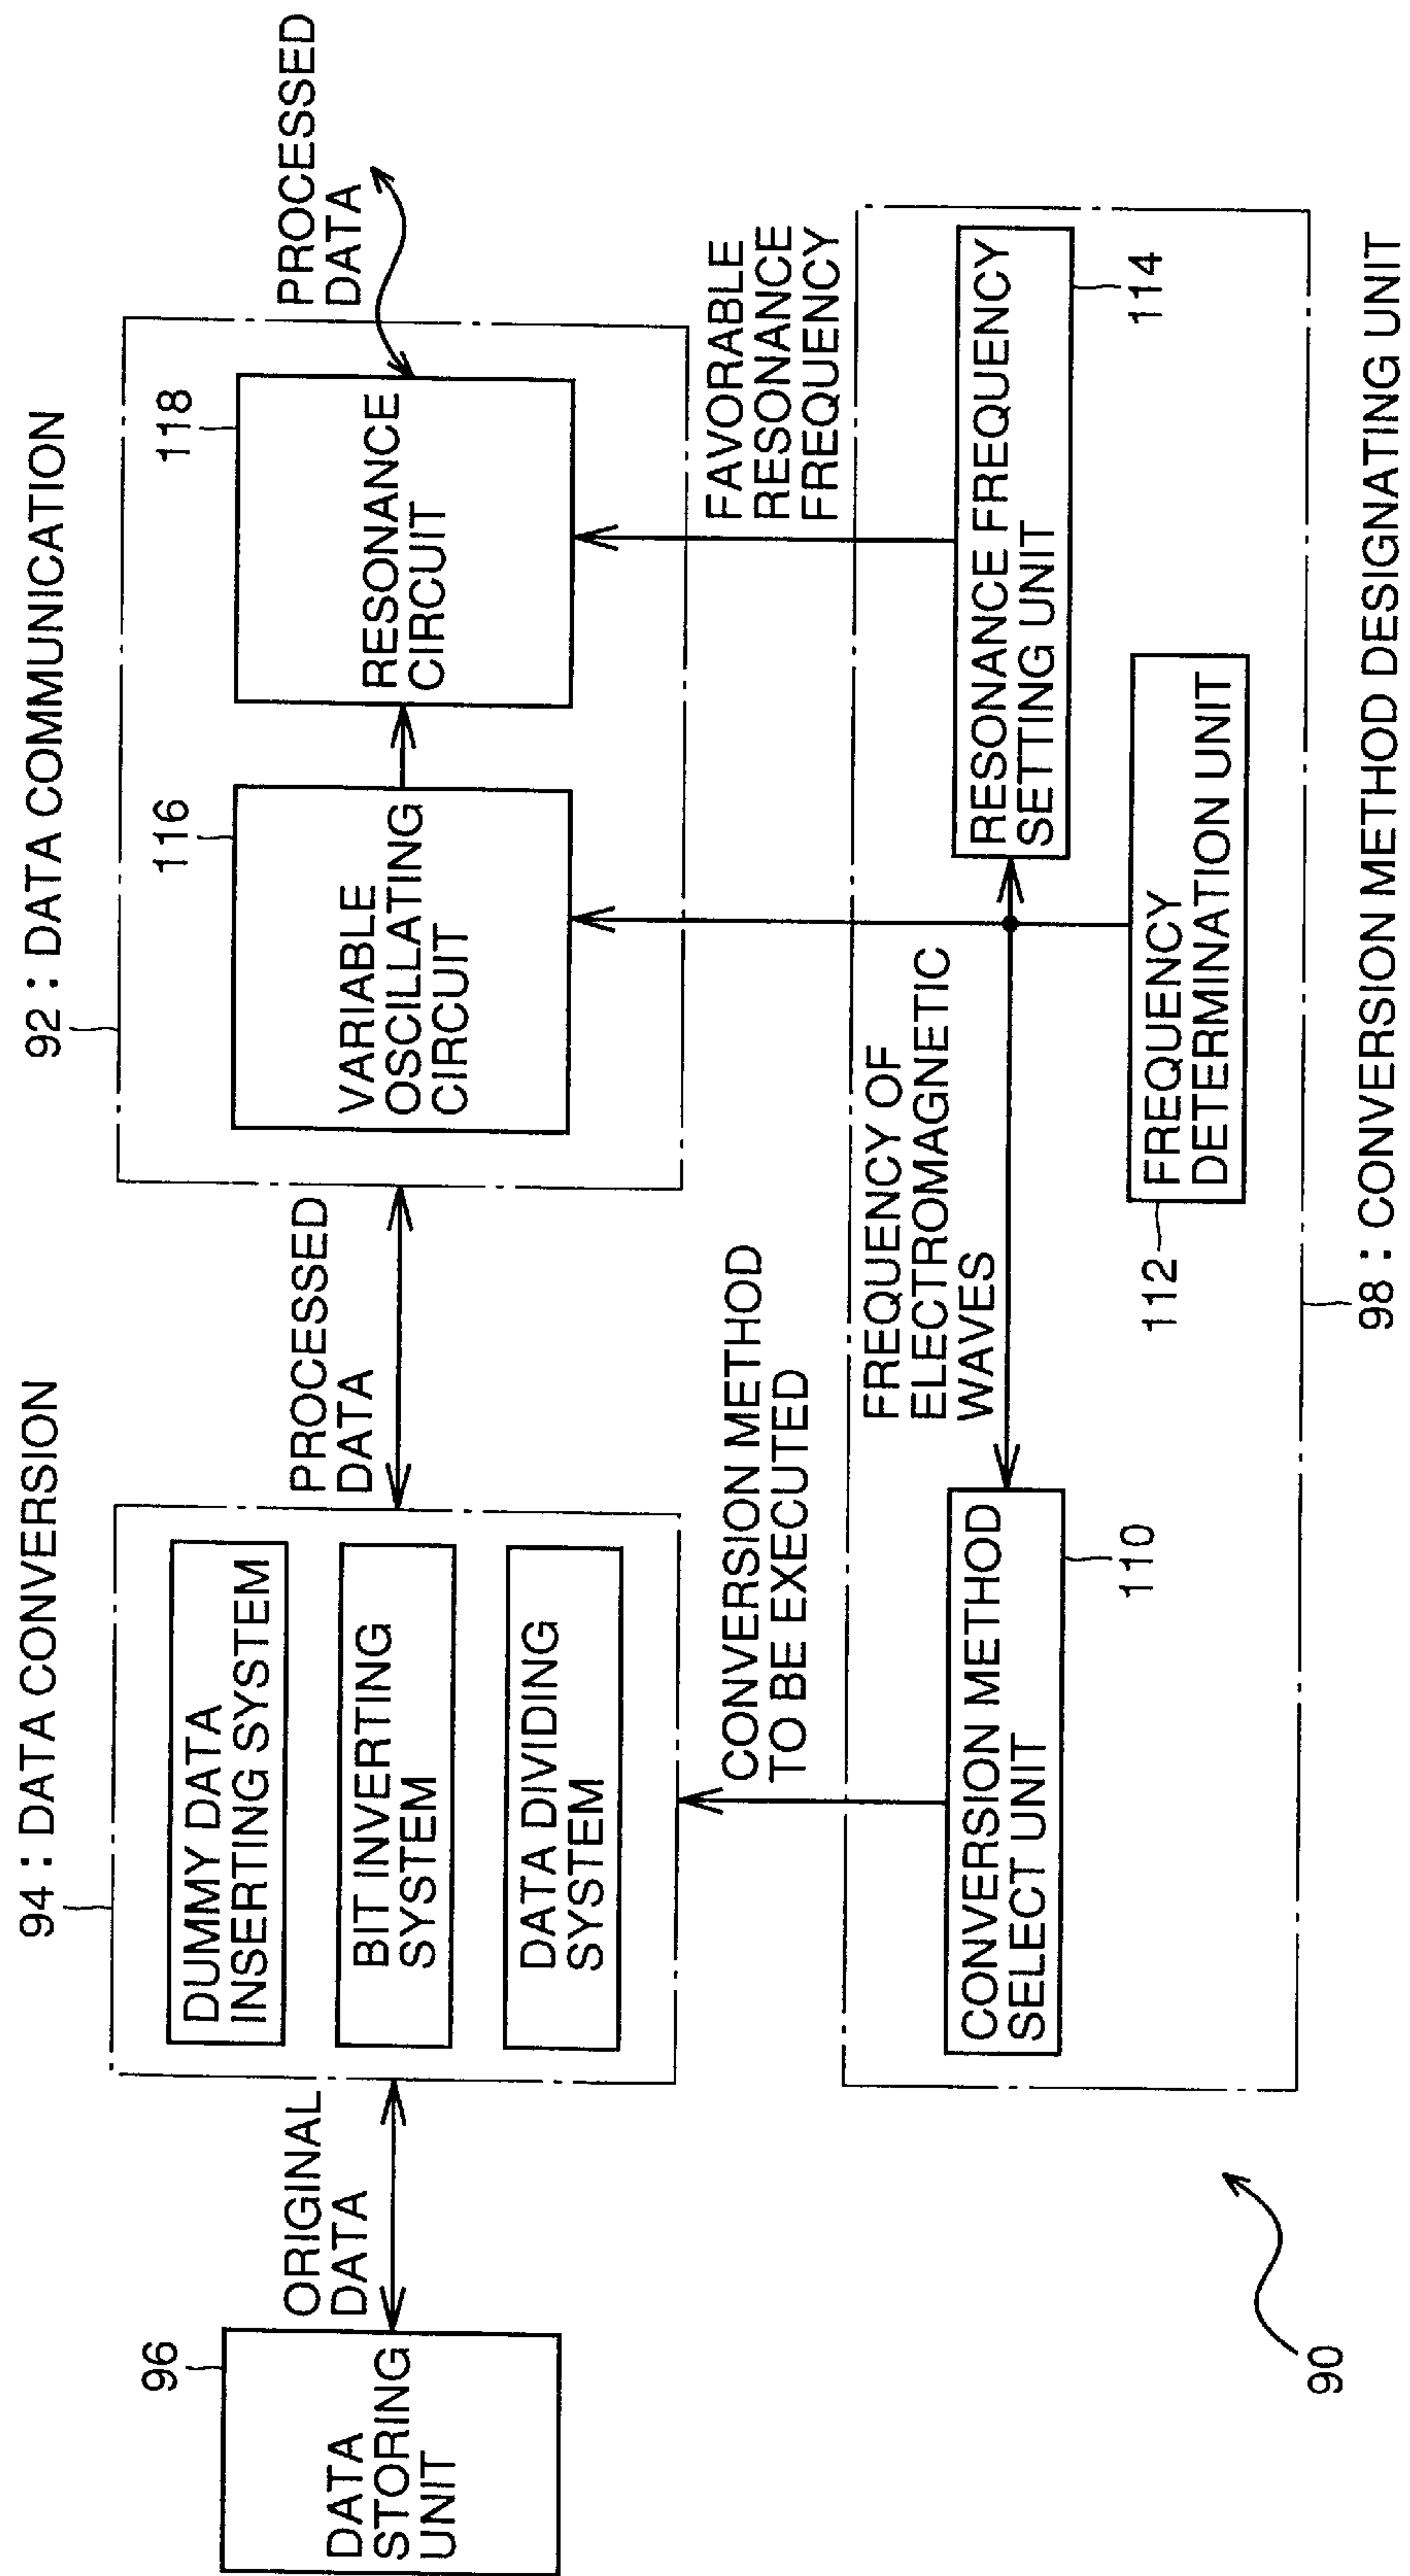 94 : DATA CONVERSION
92 : DATA COMMUNICATION
96
DATA
STORING
UNIT
ORIGINAL
DATA
DUMMY DATA
INSERTING SYSTEM
BIT INVERTING
SYSTEM
DATA DIVIDING
SYSTEM
PROCESSED
DATA
116
VARIABLE
OSCILLATING
CIRCUIT
118
RESONANCE
CIRCUIT
PROCESSED
DATA
CONVERSION METHOD
TO BE EXECUTED
FAVORABLE
RESONANCE
FREQUENCY
FREQUENCY OF
ELECTROMAGNETIC
WAVES
CONVERSION METHOD
SELECT UNIT
110
RESONANCE FREQUENCY
SETTING UNIT
114
FREQUENCY
DETERMINATION UNIT
112
90
98 : CONVERSION METHOD DESIGNATING UNIT